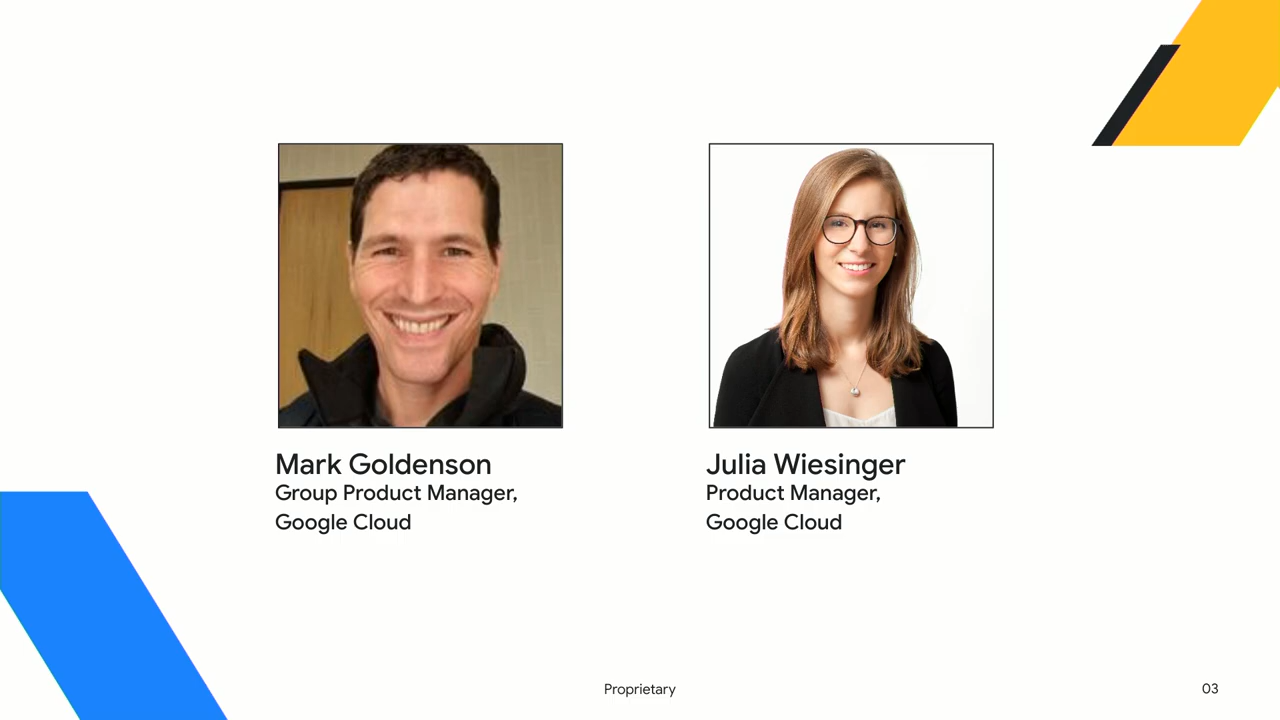 Mark Goldenson
Group Product Manager,
Google Cloud
Julia Wiesinger
Product Manager,
Google Cloud
Proprietary
03